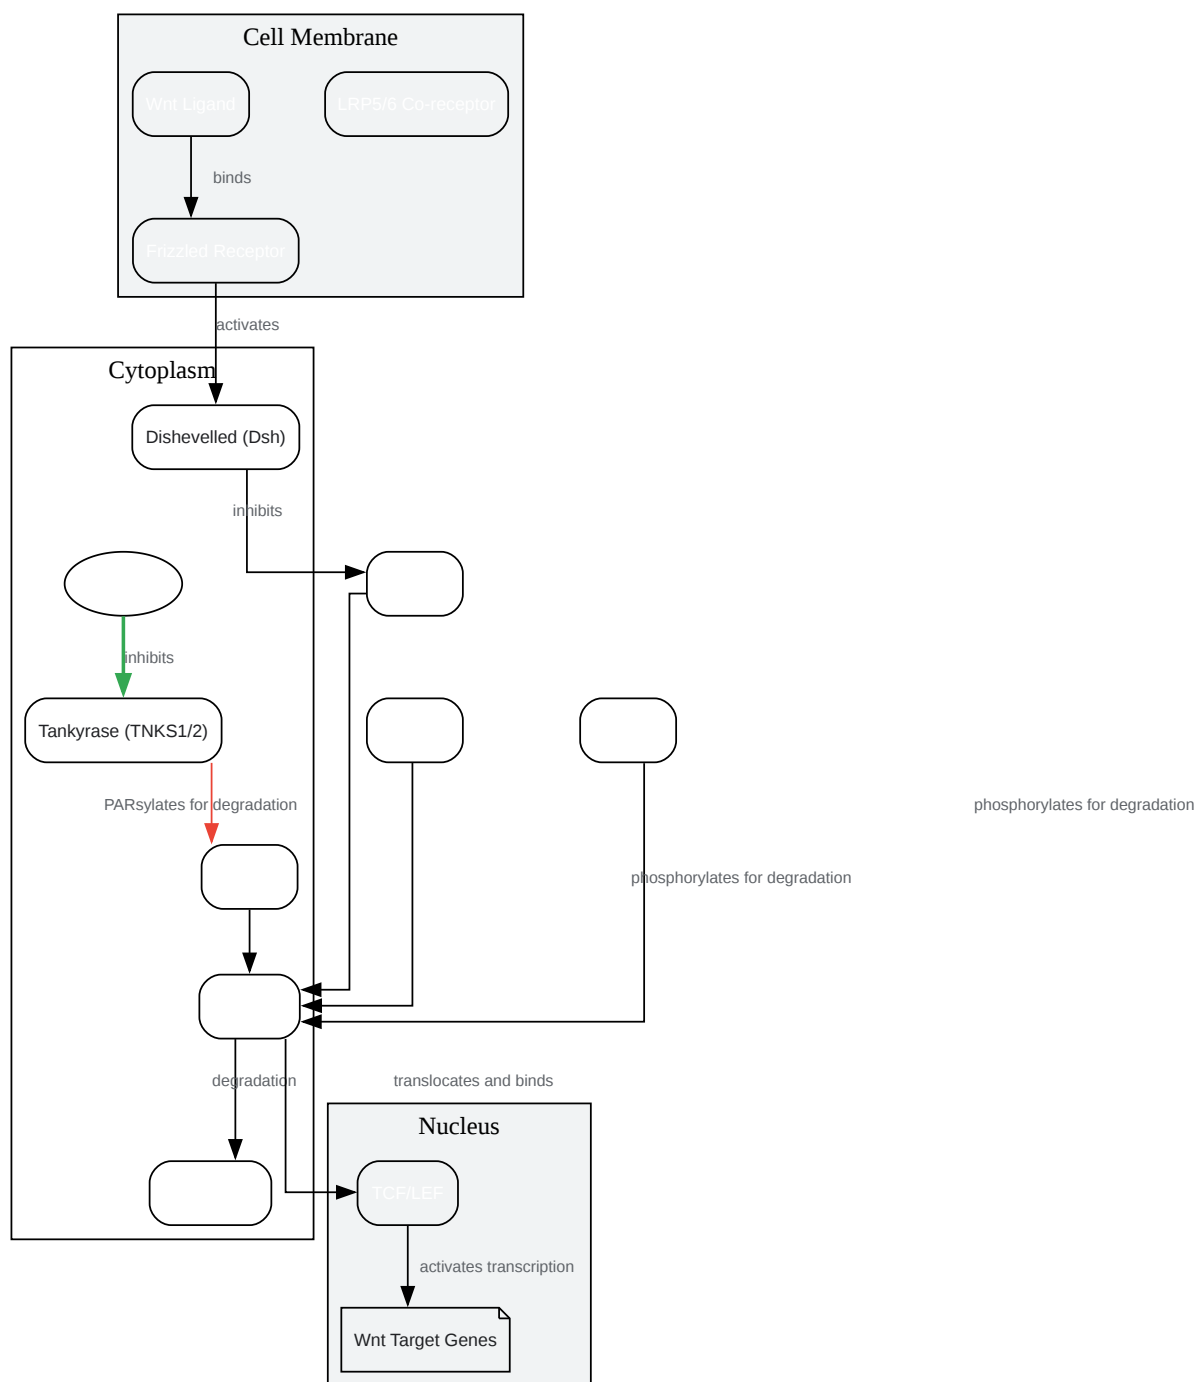 Cell Membrane
Wnt Ligand
LRP5/6 Co-receptor
binds
Frizzled Receptor
activates
Cytoplasm
Dishevelled (Dsh)
inhibits
inhibits
Tankyrase (TNKS1/2)
PARsylates for degradation
phosphorylates for degradation
phosphorylates for degradation
degradation
translocates and binds
Nucleus
TCF/LEF
activates transcription
Wnt Target Genes